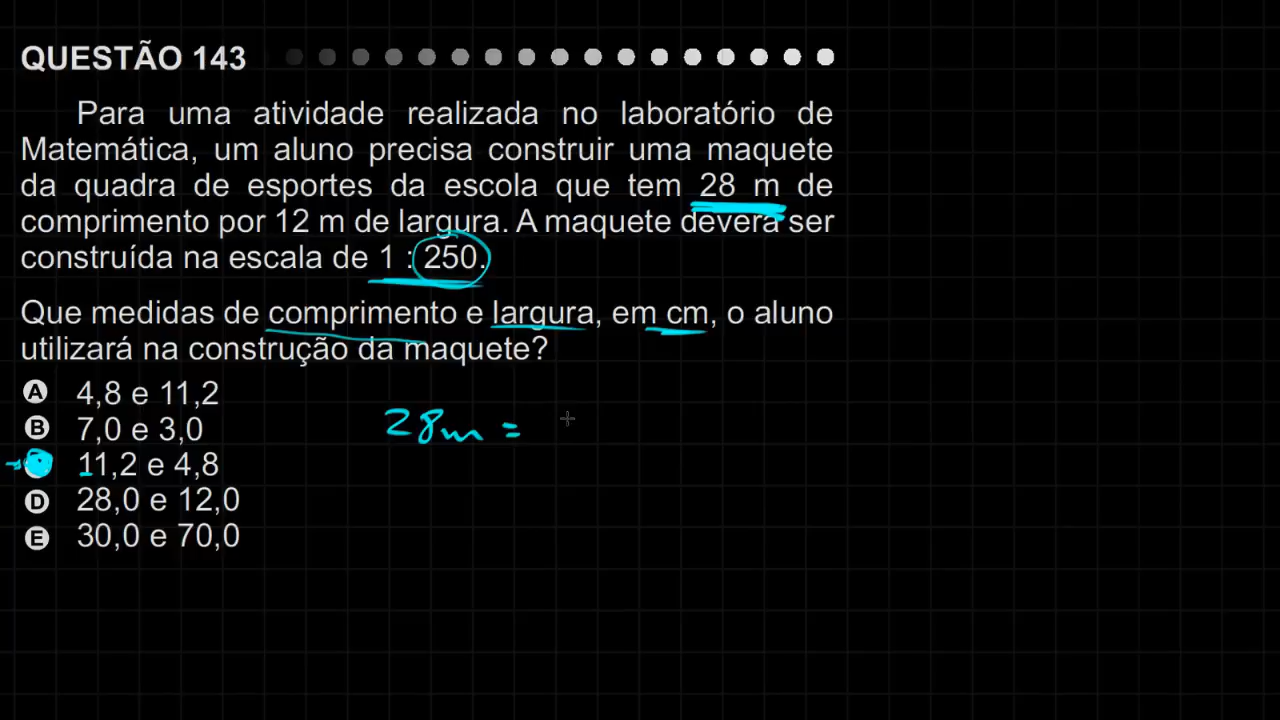 QUESTÃO 143
Para uma atividade realizada no laboratório de
Matemática, um aluno precisa construir uma maquete
da quadra de esportes da escola que tem 28 m de
comprimento por 12 m de largura. A maquete deverá ser
construída na escala de 1 : 250.
Que medidas de comprimento e largura, em cm, o aluno
utilizará na construção da maquete?
A 4,8 e 11,2
B 7,0 e 3,0
11,2 e 4,8
D 28,0 e 12,0
E 30,0 e 70,0
28m =